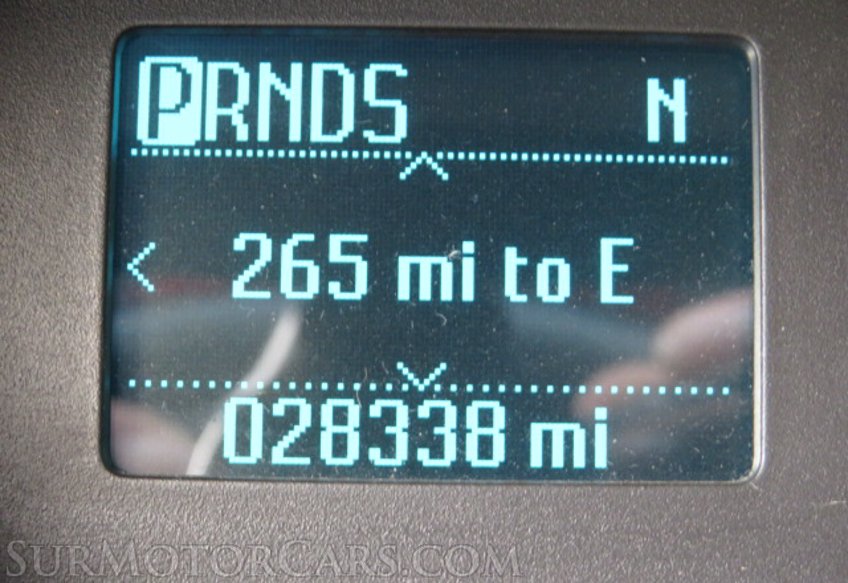 PRNDS N
265 mi to E
028338 mi
SURMOTORCARS.COM